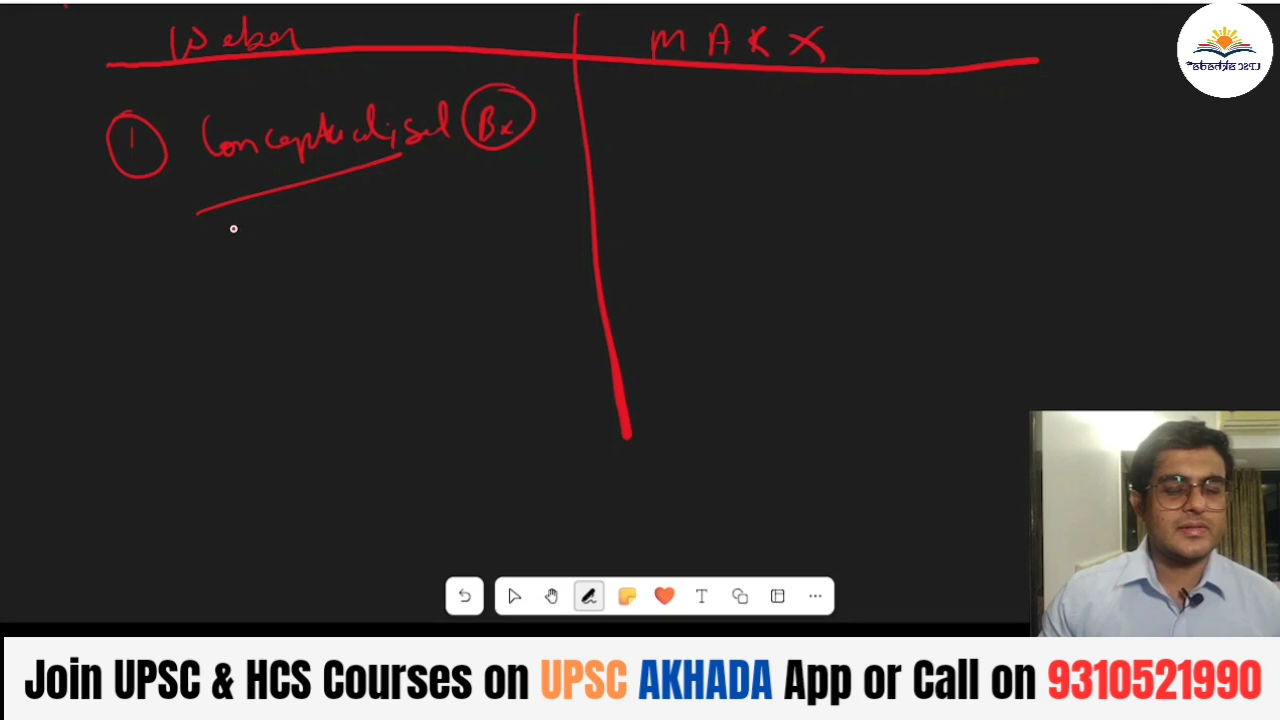 Weber MARX
1 Conceptualised Bx
T
Join UPSC & HCS Courses on UPSC AKHADA App or Call on 9310521990